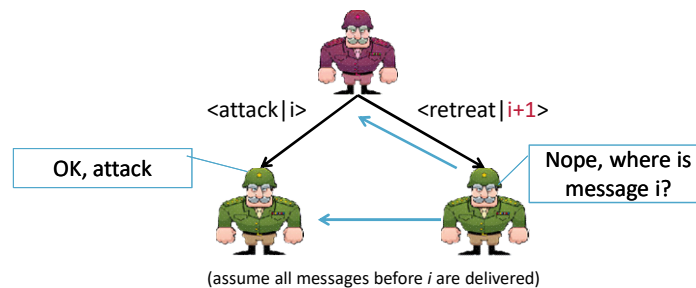 <attack|i>
<retreat|i+1>
OK, attack
Nope, where is
message i?
(assume all messages before i are delivered)